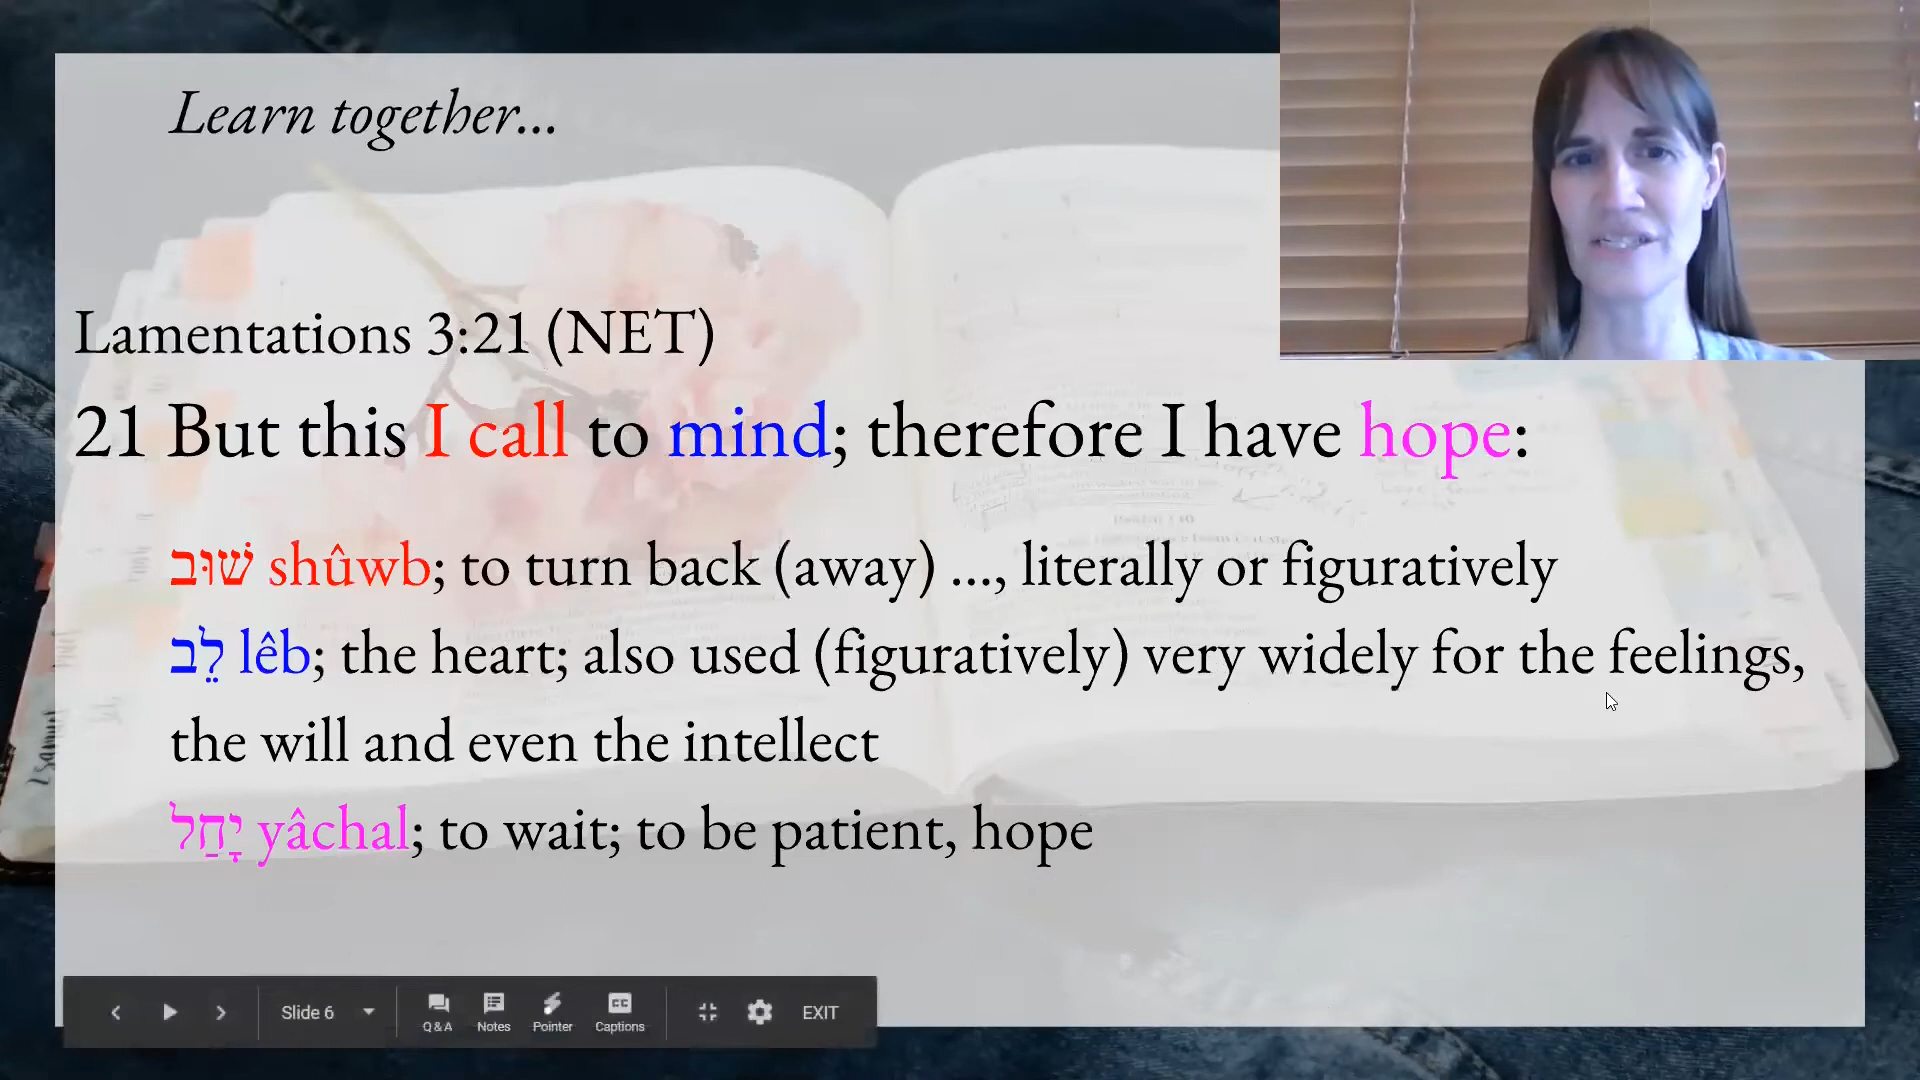 Learn together...
Lamentations 3:21 (NET)
21 But this I call to mind; therefore I have hope:
שׁוּב shûwb; to turn back (away) ..., literally or figuratively
לֵב lêb; the heart; also used (figuratively) very widely for the feelings,
the will and even the intellect
יָחַל yâchal; to wait; to be patient, hope
Slide 6
Q&A
Notes
Pointer
CC
Captions
EXIT